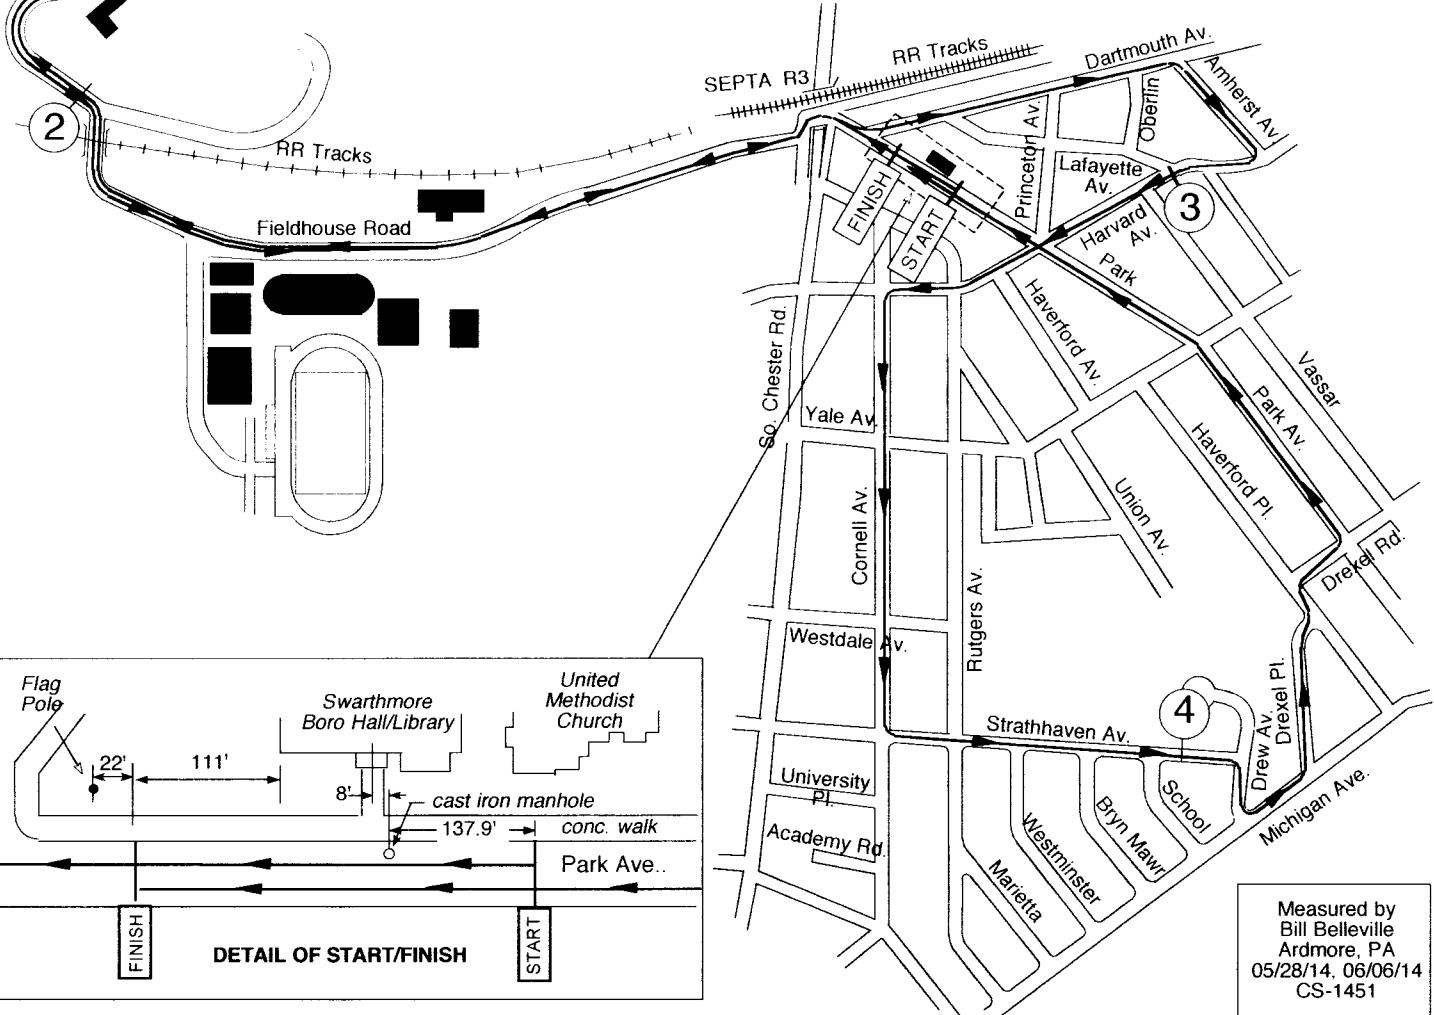 RR Tracks
Dartmouth Av.
SEPTA R3
Amherst Av.
Oberlin
Princeton Av.
2
RR Tracks
Lafayette
Av.
3
FINISH
START
Harvard
Av.
Park
Fieldhouse Road
Haverford Av.
So. Chester Rd.
Vassar
Yale Av.
Park Av.
Haverford Pl.
Union Av.
Cornell Av.
Drexel Rd.
Rutgers Av.
Westdale Av.
Drexel Pl.
Drew Av.
4
Strathhaven Av.
University
Pl.
School
Michigan Ave.
Bryn Mawr
Academy Rd.
Westminster
Marietta
Flag
Pole
Swarthmore
Boro Hall/Library
United
Methodist
Church
22'
111'
8'
cast iron manhole
137.9'
conc. walk
Park Ave..
FINISH
START
DETAIL OF START/FINISH
Measured by
Bill Belleville
Ardmore, PA
05/28/14, 06/06/14
CS-1451